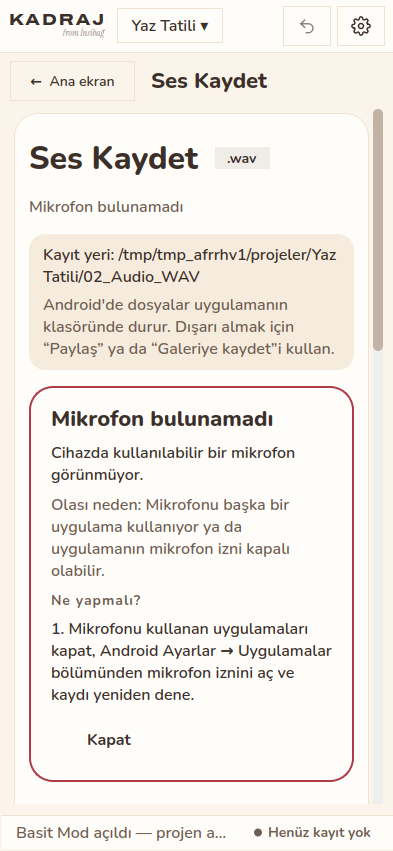 KADRAJ
from İnsibağ
Yaz Tatili ▾
← Ana ekran
Ses Kaydet
Ses Kaydet
.wav
Mikrofon bulunamadı
Kayıt yeri: /tmp/tmp_afrrhv1/projeler/Yaz
Tatili/02_Audio_WAV
Android'de dosyalar uygulamanın
klasöründe durur. Dışarı almak için
“Paylaş” ya da “Galeriye kaydet”i kullan.
Mikrofon bulunamadı
Cihazda kullanılabilir bir mikrofon
görünmüyor.
Olası neden: Mikrofonu başka bir
uygulama kullanıyor ya da
uygulamanın mikrofon izni kapalı
olabilir.
Ne yapmalı?
1. Mikrofonu kullanan uygulamaları
kapat, Android Ayarlar → Uygulamalar
bölümünden mikrofon iznini aç ve
kaydı yeniden dene.
Kapat
Basit Mod açıldı — projen a...
● Henüz kayıt yok